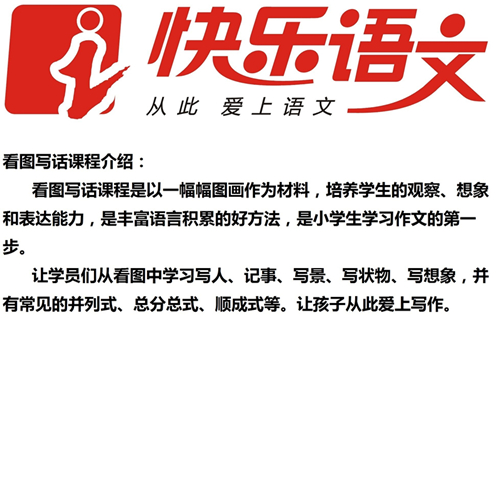 快乐语文
从此 爱上语文
看图写话课程介绍：
看图写话课程是以一幅幅图画作为材料，培养学生的观察、想象
和表达能力，是丰富语言积累的好方法，是小学生学习作文的第一
步。
让学员们从看图中学习写人、记事、写景、写状物、写想象，并
有常见的并列式、总分总式、顺成式等。让孩子从此爱上写作。